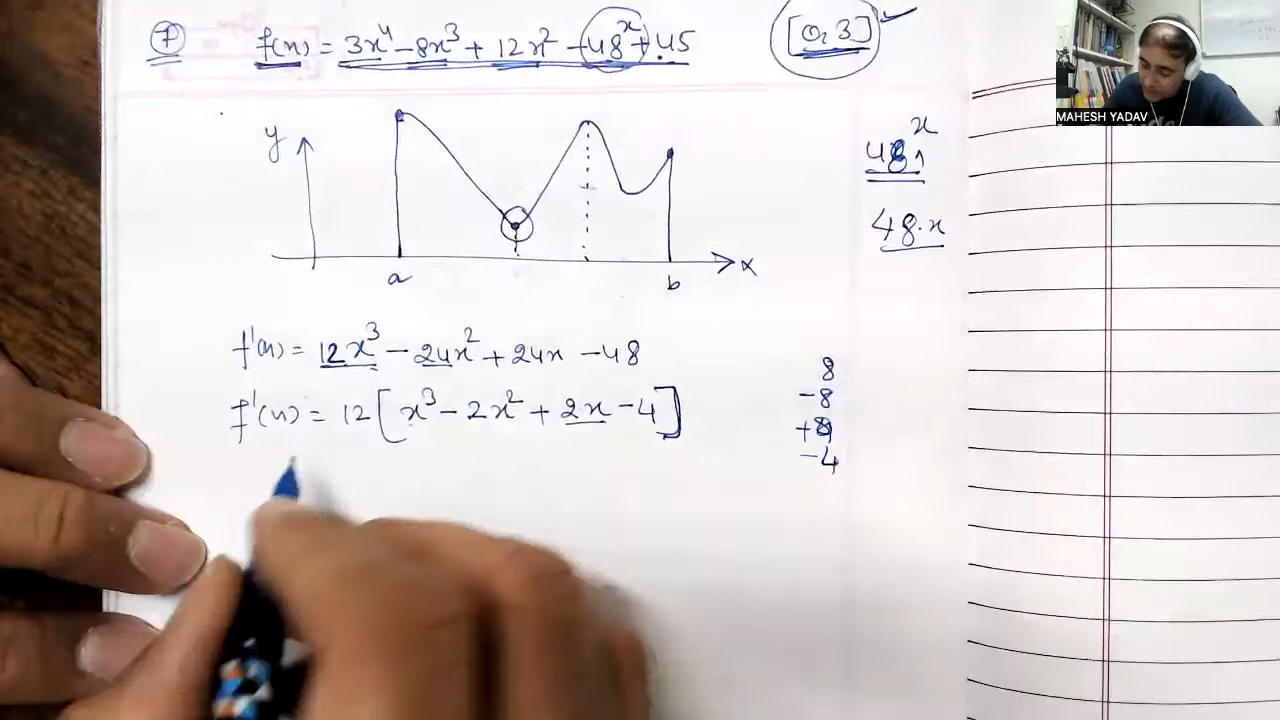 7 f(x) = 3x⁴ - 8x³ + 12x² - 48x + 45 [0, 3]
MAHESH YADAV
y
48x
48.x
a b x
f'(x) = 12x³ - 24x² + 24x - 48
f'(x) = 12[x³ - 2x² + 2x - 4]
8
-8
+4
-4